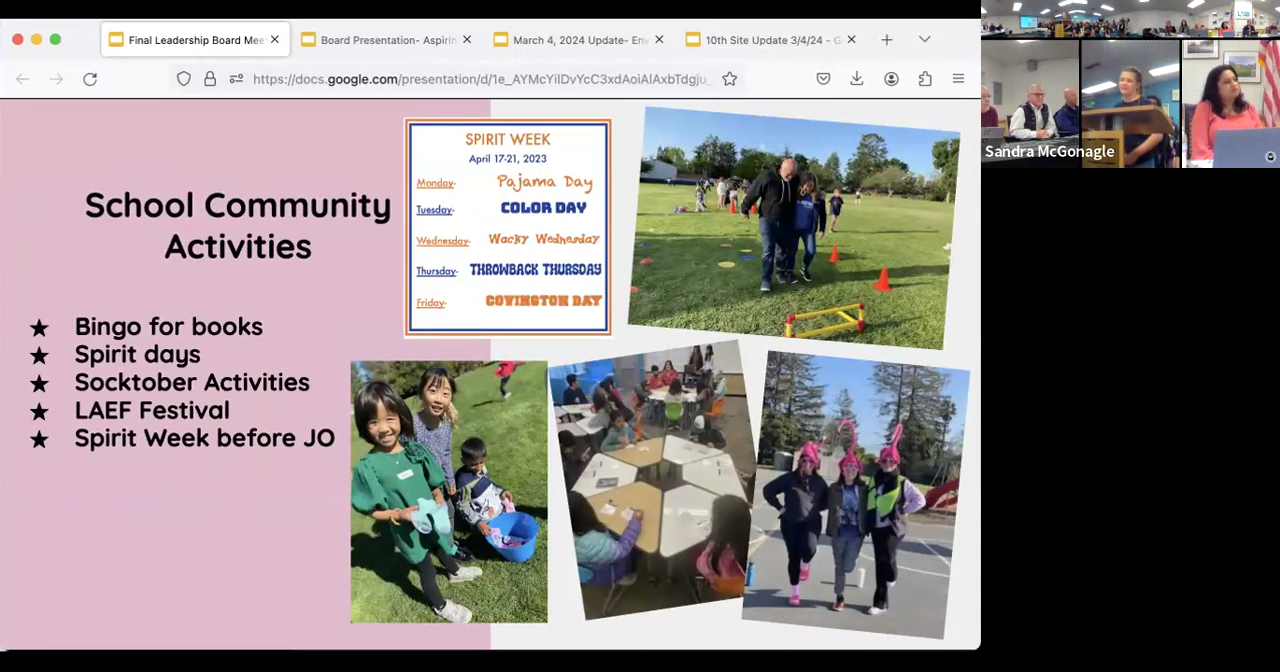 Final Leadership Board Mee
Board Presentation- Aspirin
March 4, 2024 Update- Env
10th Site Update 3/4/24 - G
https://docs.google.com/presentation/d/1e_AYMcYilDvYcC3xdAoiAlAxbTdgju_
School Community
Activities
★ Bingo for books
★ Spirit days
★ Socktober Activities
★ LAEF Festival
★ Spirit Week before JO
SPIRIT WEEK
April 17-21, 2023
Monday- Pajama Day
Tuesday- COLOR DAY
Wednesday- Wacky Wednesday
Thursday- THROWBACK THURSDAY
Friday- COVINGTON DAY
Sandra McGonagle